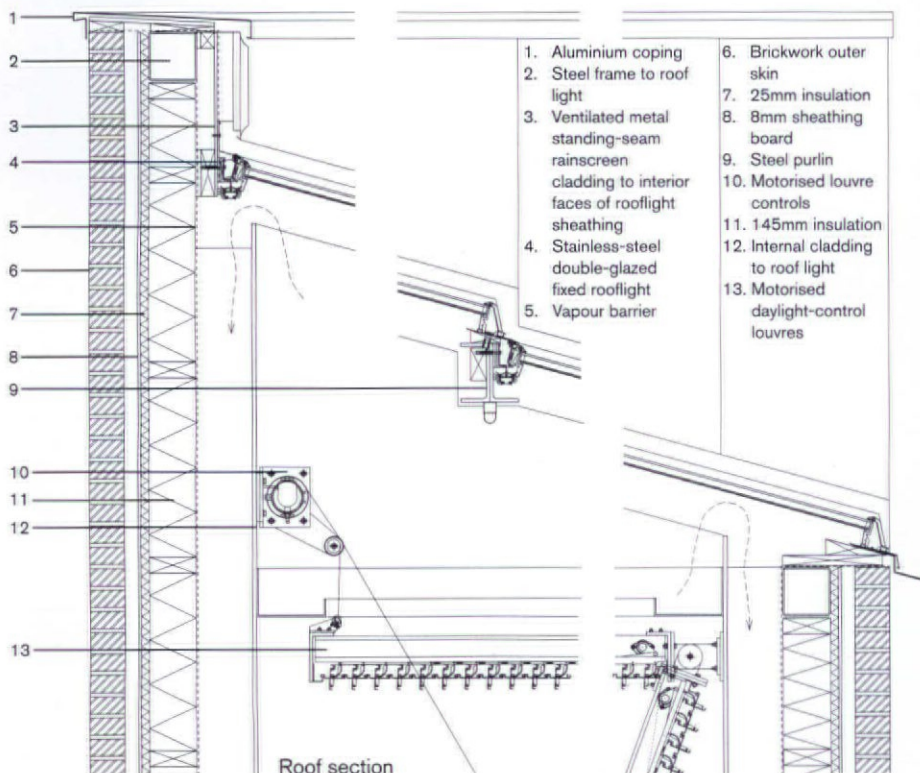 1
2
3
4
5
6
7
8
9
10
11
12
13
1. Aluminium coping
2. Steel frame to roof
light
3. Ventilated metal
standing-seam
rainscreen
cladding to interior
faces of rooflight
sheathing
4. Stainless-steel
double-glazed
fixed rooflight
5. Vapour barrier
6. Brickwork outer
skin
7. 25mm insulation
8. 8mm sheathing
board
9. Steel purlin
10. Motorised louvre
controls
11. 145mm insulation
12. Internal cladding
to roof light
13. Motorised
daylight-control
louvres
Roof section